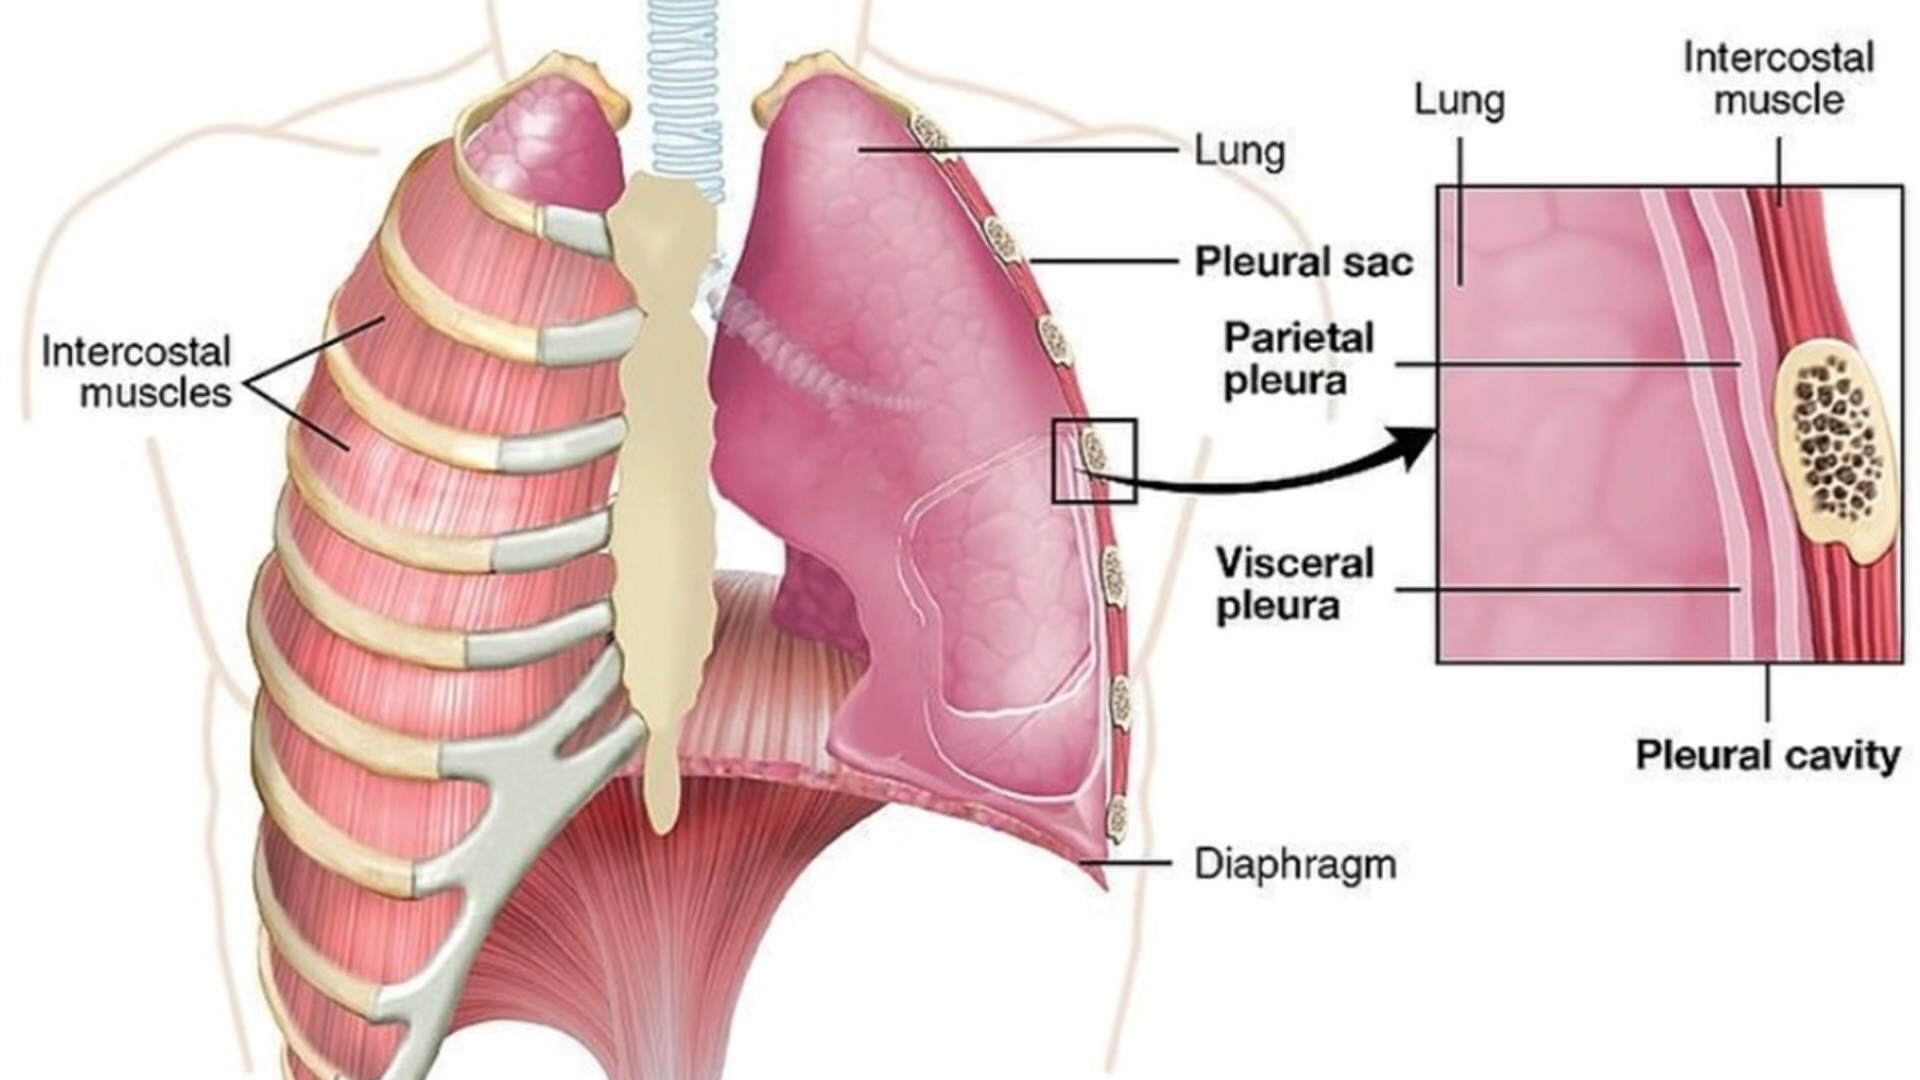 Intercostal
muscles
Lung
Pleural sac
Parietal
pleura
Visceral
pleura
Diaphragm
Lung
Intercostal
muscle
Pleural cavity